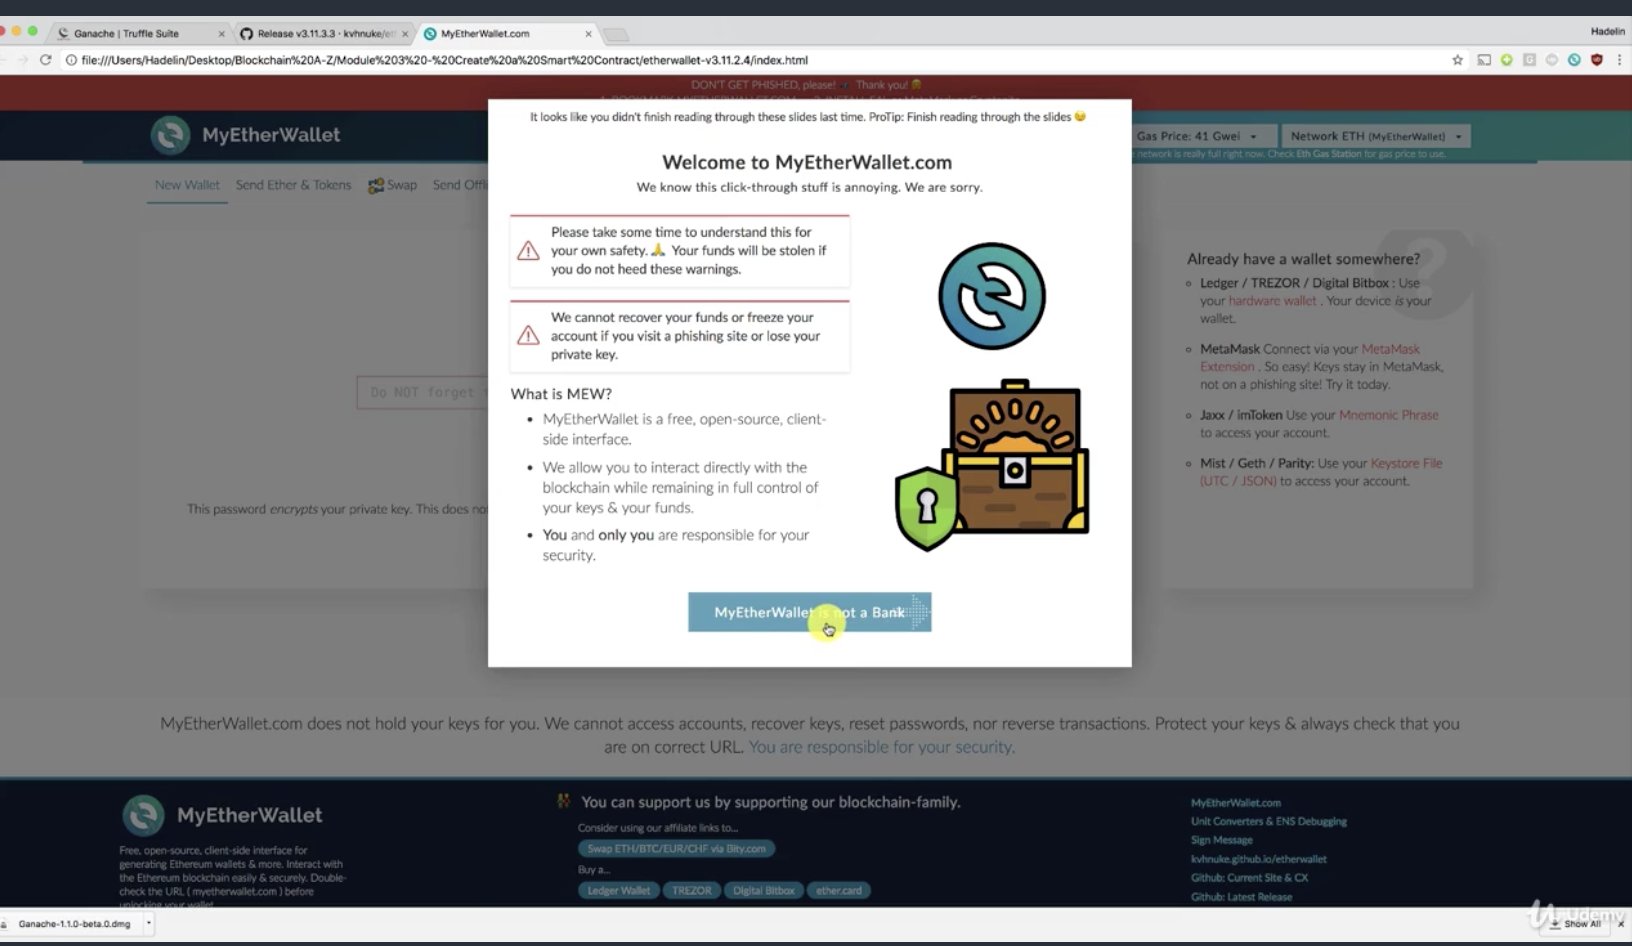 Hadelin
Ganache | Truffle Suite
Release v3.11.3.3 · kvhnuke/et
MyEtherWallet.com
file:///Users/Hadelin/Desktop/Blockchain%20A-Z/Module%203%20-%20Create%20a%20Smart%20Contract/etherwallet-v3.11.2.4/index.html
DON'T GET PHISHED, please! Thank you!
MyEtherWallet
Gas Price: 41 Gwei
Network ETH (MyEtherWallet)
network is really full right now. Check Eth Gas Station for gas price to use.
New Wallet
Send Ether & Tokens
Swap
Send Offli
It looks like you didn't finish reading through these slides last time. ProTip: Finish reading through the slides
Welcome to MyEtherWallet.com
We know this click-through stuff is annoying. We are sorry.
Please take some time to understand this for
your own safety. 🙏 Your funds will be stolen if
you do not heed these warnings.
We cannot recover your funds or freeze your
account if you visit a phishing site or lose your
private key.
What is MEW?
• MyEtherWallet is a free, open-source, client-
side interface.
• We allow you to interact directly with the
blockchain while remaining in full control of
your keys & your funds.
• You and only you are responsible for your
security.
MyEtherWallet is not a Bank
Do NOT forget
This password encrypts your private key. This does no
Already have a wallet somewhere?
Ledger / TREZOR / Digital Bitbox : Use
your hardware wallet . Your device is your
wallet.
MetaMask Connect via your MetaMask
Extension . So easy! Keys stay in MetaMask,
not on a phishing site! Try it today.
Jaxx / imToken Use your Mnemonic Phrase
to access your account.
Mist / Geth / Parity: Use your Keystore File
(UTC / JSON) to access your account.
MyEtherWallet.com does not hold your keys for you. We cannot access accounts, recover keys, reset passwords, nor reverse transactions. Protect your keys & always check that you
are on correct URL. You are responsible for your security.
MyEtherWallet
Free, open-source, client-side interface for
generating Ethereum wallets & more. Interact with
the Ethereum blockchain easily & securely. Double-
check the URL ( myetherwallet.com ) before
unlocking your wallet.
You can support us by supporting our blockchain-family.
Consider using our affiliate links to...
Swap ETH/BTC/EUR/CHF via Bity.com
Buy a...
Ledger Wallet
TREZOR
Digital Bitbox
ether.card
MyEtherWallet.com
Unit Converters & ENS Debugging
Sign Message
kvhnuke.github.io/etherwallet
Github: Current Site & CX
Github: Latest Release
Ganache-1.1.0-beta.0.dmg
Show All
Udemy